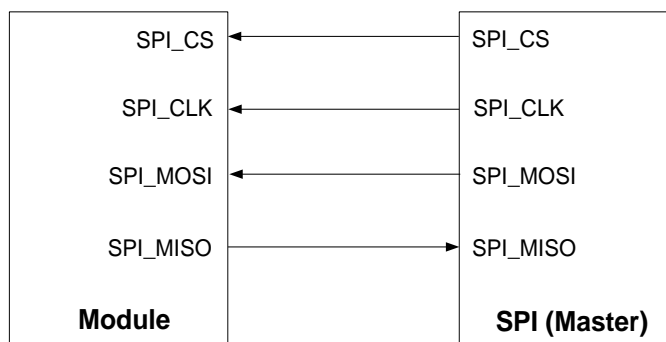 SPI_CS SPI_CS
SPI_CLK SPI_CLK
SPI_MOSI SPI_MOSI
SPI_MISO SPI_MISO
Module SPI (Master)